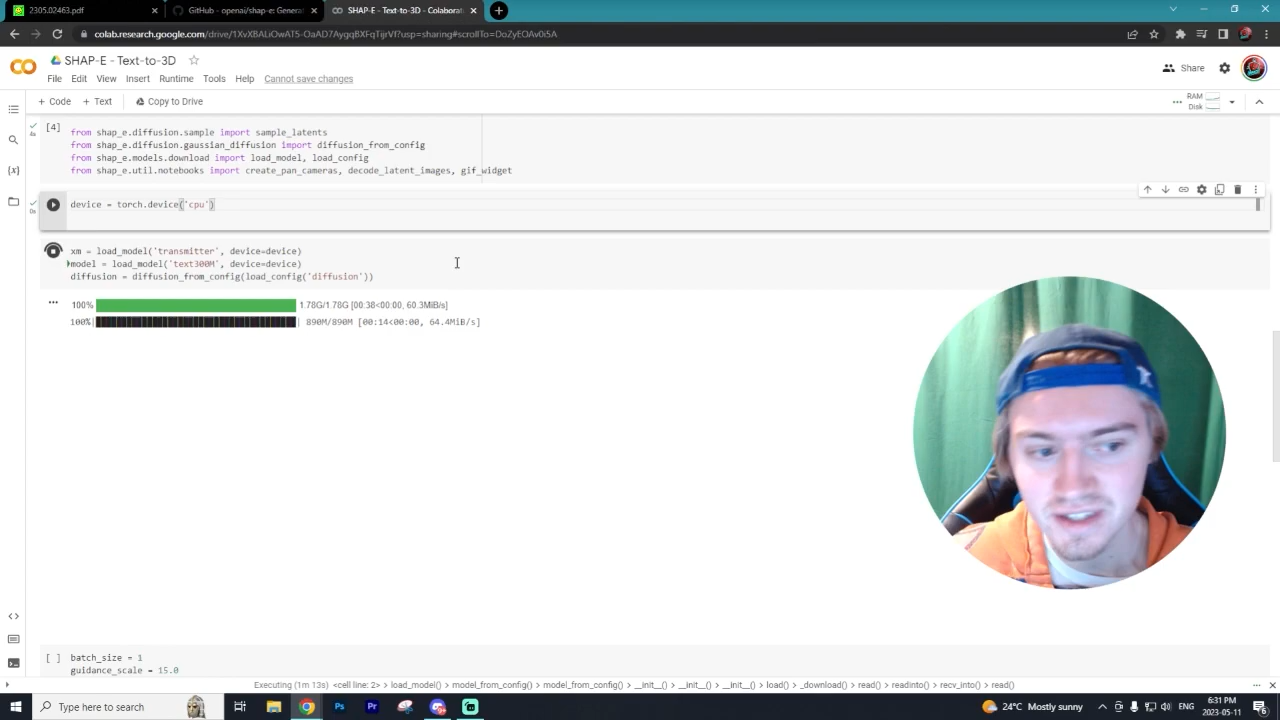 2305.02463.pdf
GitHub - openai/shap-e: Genera
SHAP-E - Text-to-3D - Colaborat
colab.research.google.com/drive/1XvXBALiOwAT5-OaAD7AygqBXFqTijrVf?usp=sharing#scrollTo=DoZyEOAv0i5A
SHAP-E - Text-to-3D
File Edit View Insert Runtime Tools Help Cannot save changes
Share
+ Code + Text Copy to Drive
RAM
Disk
[4]
4s
from shap_e.diffusion.sample import sample_latents
from shap_e.diffusion.gaussian_diffusion import diffusion_from_config
from shap_e.models.download import load_model, load_config
from shap_e.util.notebooks import create_pan_cameras, decode_latent_images, gif_widget
device = torch.device('cpu')
0s
xm = load_model('transmitter', device=device)
model = load_model('text300M', device=device)
diffusion = diffusion_from_config(load_config('diffusion'))
100% 1.78G/1.78G [00:38<00:00, 60.3MiB/s]
100%| | 890M/890M [00:14<00:00, 64.4MiB/s]
[ ] batch_size = 1
guidance_scale = 15.0
Executing (1m 13s) <cell line: 2> > load_model() > model_from_config() > model_from_config() > __init__() > __init__() > __init__() > load() > _download() > read() > readinto() > recv_into() > read()
Type here to search
Ps
Pr
24°C Mostly sunny
ENG
6:31 PM
2023-05-11
6